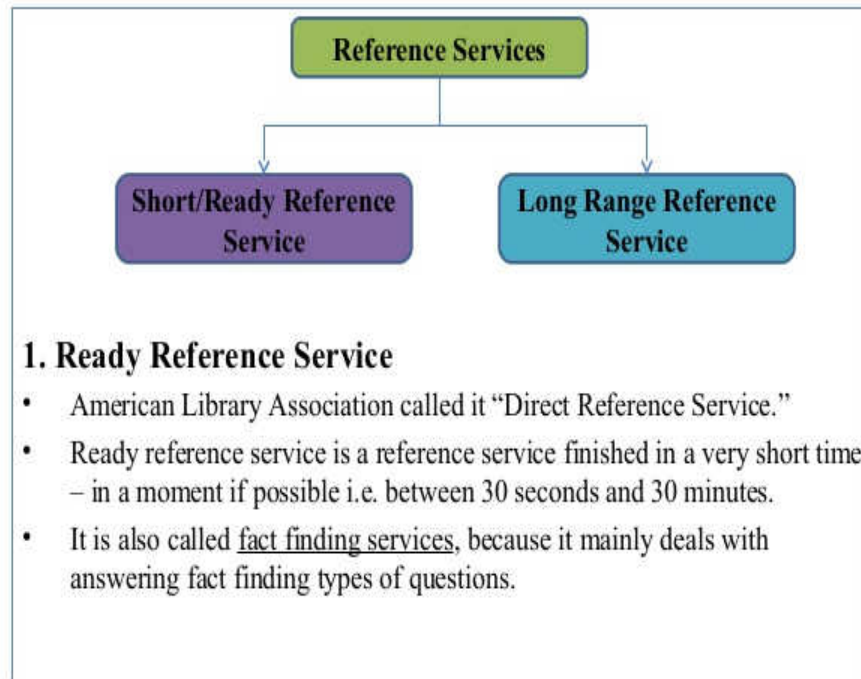 Reference Services
Short/Ready Reference
Service
Long Range Reference
Service
1. Ready Reference Service
• American Library Association called it “Direct Reference Service.”
• Ready reference service is a reference service finished in a very short time
– in a moment if possible i.e. between 30 seconds and 30 minutes.
• It is also called fact finding services, because it mainly deals with
answering fact finding types of questions.